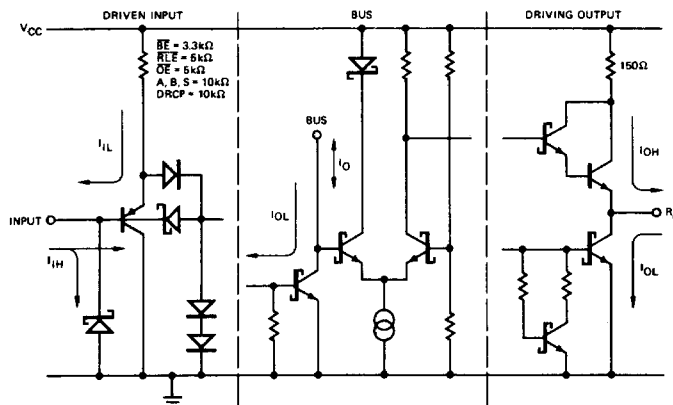 DRIVEN INPUT
BUS
DRIVING OUTPUT
VCC
BE = 3.3kΩ
RLE = 5kΩ
OE = 5kΩ
A, B, S = 10kΩ
DRCP = 10kΩ
150Ω
BUS
IIL
IO
IOH
INPUT
IOL
R
IIH
IOL